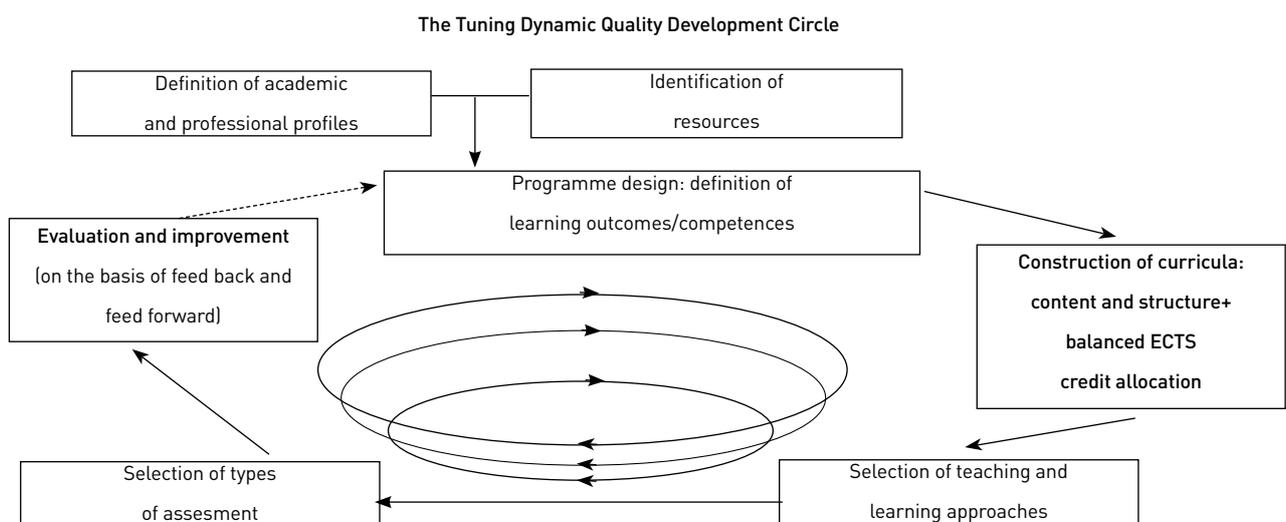 The Tuning Dynamic Quality Development Circle
Definition of academic
and professional profiles
Identification of
resources
Programme design: definition of
learning outcomes/competences
Evaluation and improvement
(on the basis of feed back and
feed forward)
Construction of curricula:
content and structure+
balanced ECTS
credit allocation
Selection of types
of assesment
Selection of teaching and
learning approaches